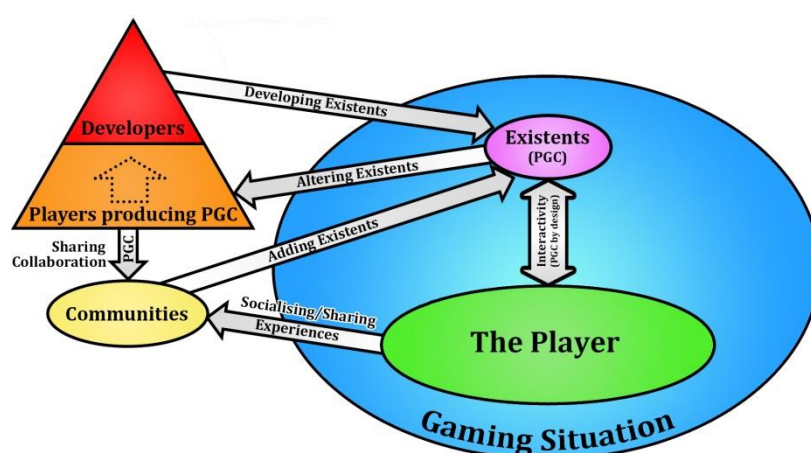 Developers
Players producing PGC
Sharing
Collaboration
PGC
Communities
Developing Existents
Altering Existents
Adding Existents
Socialising/Sharing
Experiences
Existents
(PGC)
Interactivity
(PGC by design)
The Player
Gaming Situation